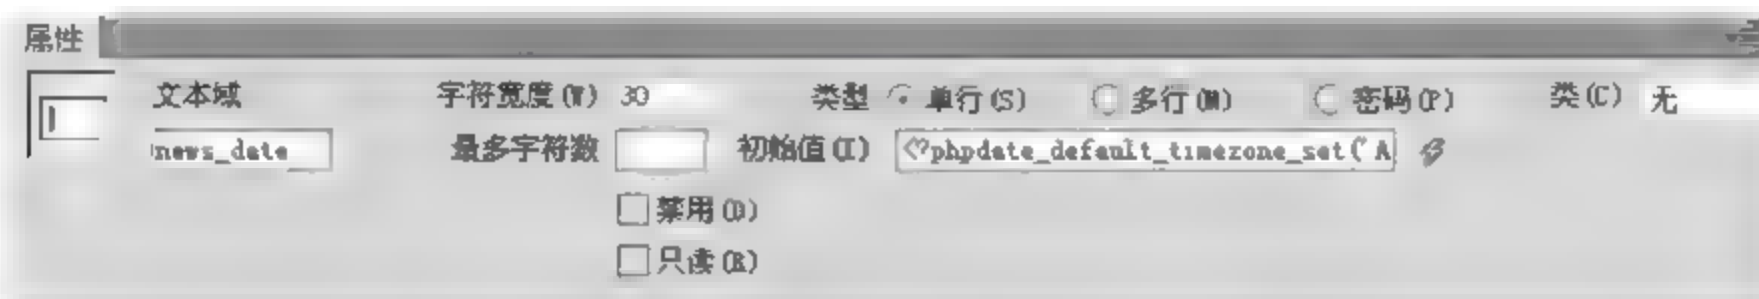 属性
文本域 字符宽度(W) 30 类型 单行(S) 多行(M) 密码(P) 类(C) 无
news_date 最多字符数 初始值(I) <?phpdate_default_timezone_set("A
禁用(D)
只读(R)